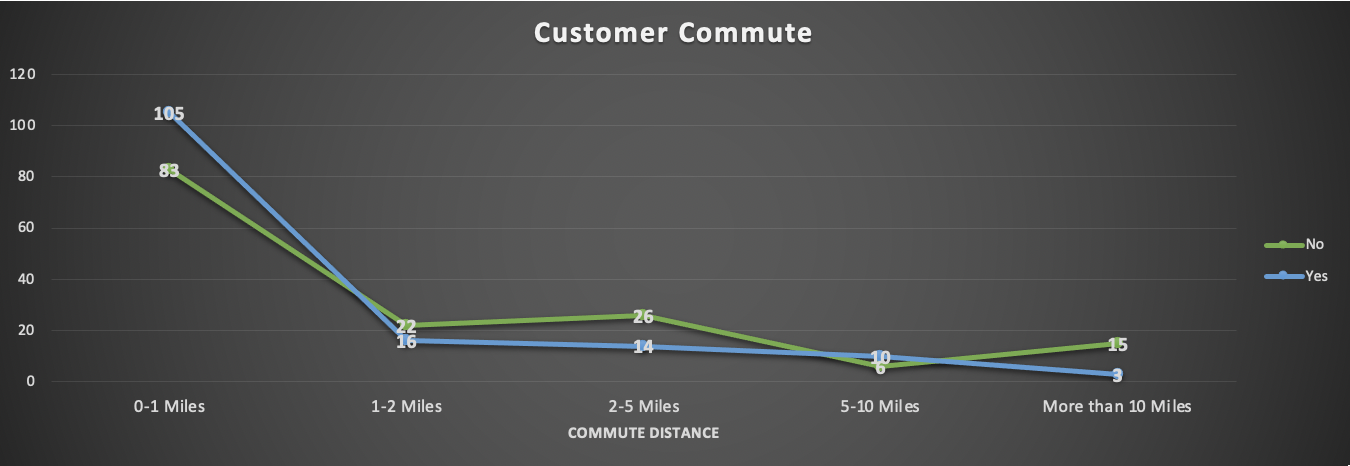 Customer Commute
120
100
80
60
40
20
0
105
83
22
16
26
14
10
6
15
3
0-1 Miles
1-2 Miles
2-5 Miles
5-10 Miles
More than 10 Miles
COMMUTE DISTANCE
No
Yes